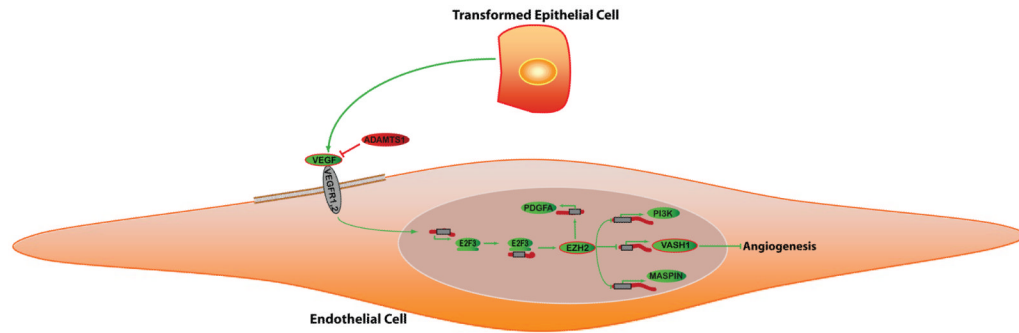 Transformed Epithelial Cell
ADAMTS1
VEGF
VEGFR1,2
PDGFA
PI3K
E2F3
E2F3
EZH2
VASH1
Angiogenesis
MASPIN
Endothelial Cell